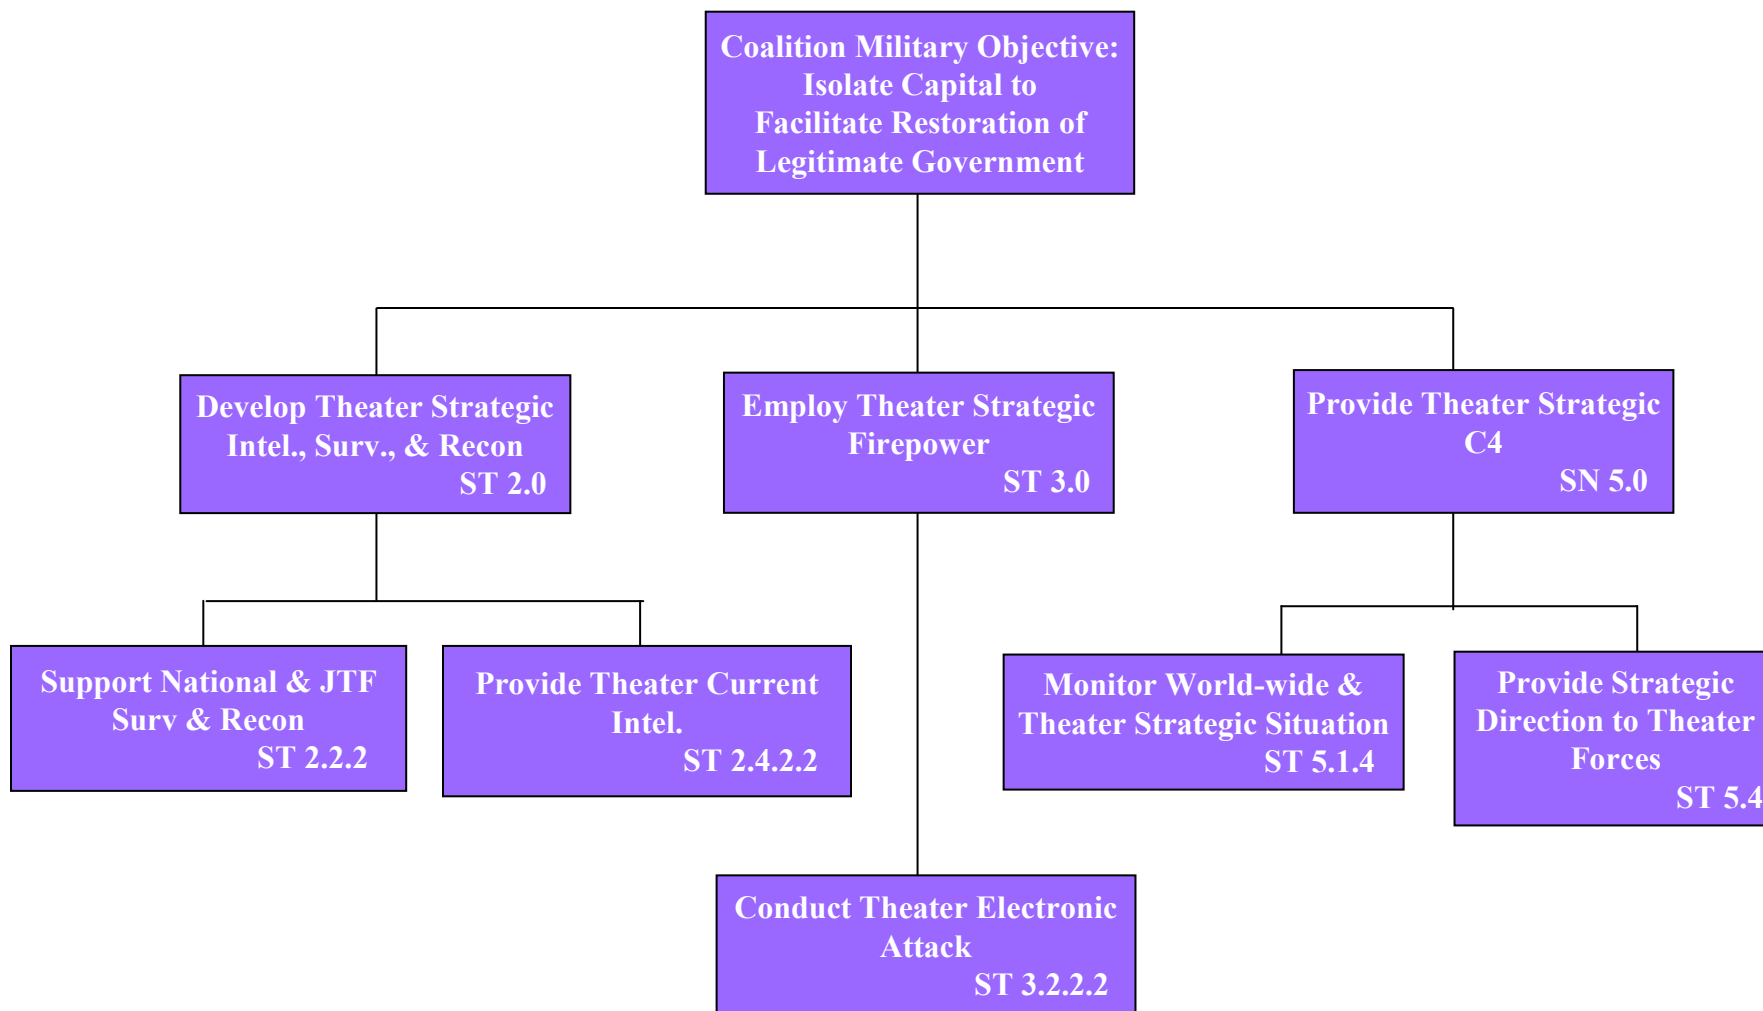 Coalition Military Objective:
Isolate Capital to
Facilitate Restoration of
Legitimate Government
Develop Theater Strategic
Intel., Surv., & Recon
ST 2.0
Employ Theater Strategic
Firepower
ST 3.0
Provide Theater Strategic
C4
SN 5.0
Support National & JTF
Surv & Recon
ST 2.2.2
Provide Theater Current
Intel.
ST 2.4.2.2
Monitor World-wide &
Theater Strategic Situation
ST 5.1.4
Provide Strategic
Direction to Theater
Forces
ST 5.4
Conduct Theater Electronic
Attack
ST 3.2.2.2